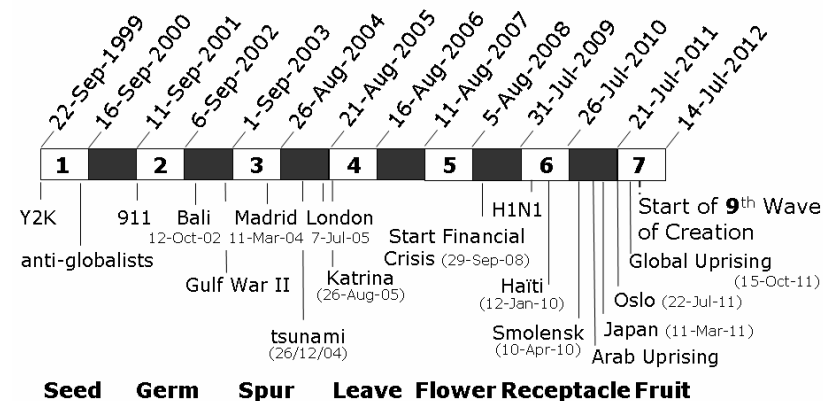 22-Sep-1999
16-Sep-2000
11-Sep-2001
6-Sep-2002
1-Sep-2003
26-Aug-2004
21-Aug-2005
16-Aug-2006
11-Aug-2007
5-Aug-2008
31-Jul-2009
26-Jul-2010
21-Jul-2011
14-Jul-2012
1 2 3 4 5 6 7
Y2K
anti-globalists
911
Bali
12-Oct-02
Gulf War II
Madrid
11-Mar-04
tsunami
(26/12/04)
London
7-Jul-05
Katrina
(26-Aug-05)
Start Financial
Crisis (29-Sep-08)
H1N1
Haïti
(12-Jan-10)
Smolensk
(10-Apr-10)
Arab Uprising
Japan (11-Mar-11)
Oslo (22-Jul-11)
Global Uprising
(15-Oct-11)
Start of 9th Wave
of Creation
Seed Germ Spur Leave Flower Receptacle Fruit